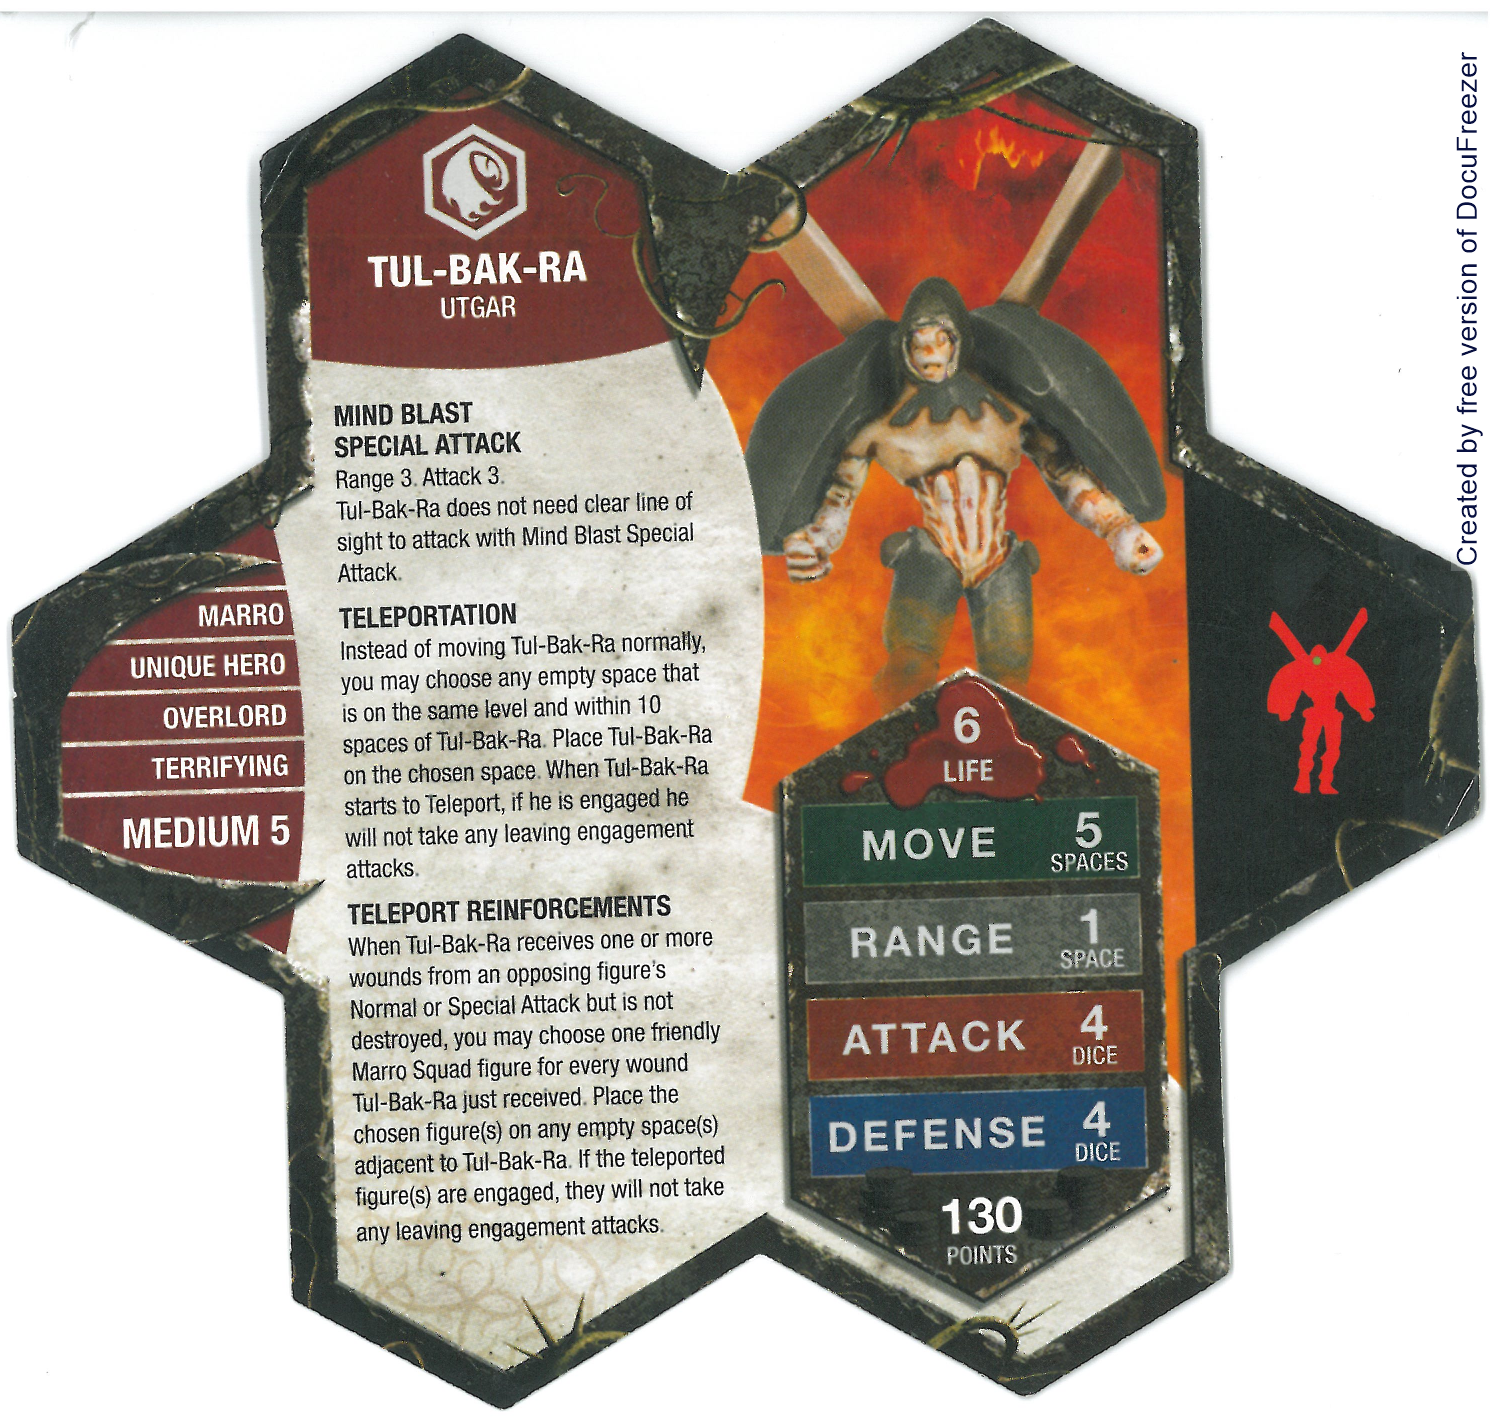 TUL-BAK-RA
UTGAR
MIND BLAST
SPECIAL ATTACK
Range 3. Attack 3.
Tul-Bak-Ra does not need clear line of
sight to attack with Mind Blast Special
Attack.
TELEPORTATION
Instead of moving Tul-Bak-Ra normally,
you may choose any empty space that
is on the same level and within 10
spaces of Tul-Bak-Ra. Place Tul-Bak-Ra
on the chosen space. When Tul-Bak-Ra
starts to Teleport, if he is engaged he
will not take any leaving engagement
attacks.
TELEPORT REINFORCEMENTS
When Tul-Bak-Ra receives one or more
wounds from an opposing figure's
Normal or Special Attack but is not
destroyed, you may choose one friendly
Marro Squad figure for every wound
Tul-Bak-Ra just received. Place the
chosen figure(s) on any empty space(s)
adjacent to Tul-Bak-Ra. If the teleported
figure(s) are engaged, they will not take
any leaving engagement attacks.
MARRO
UNIQUE HERO
OVERLORD
TERRIFYING
MEDIUM 5
6
LIFE
MOVE 5
SPACES
RANGE 1
SPACE
ATTACK 4
DICE
DEFENSE 4
DICE
130
POINTS
Created by free version of DocuFreezer